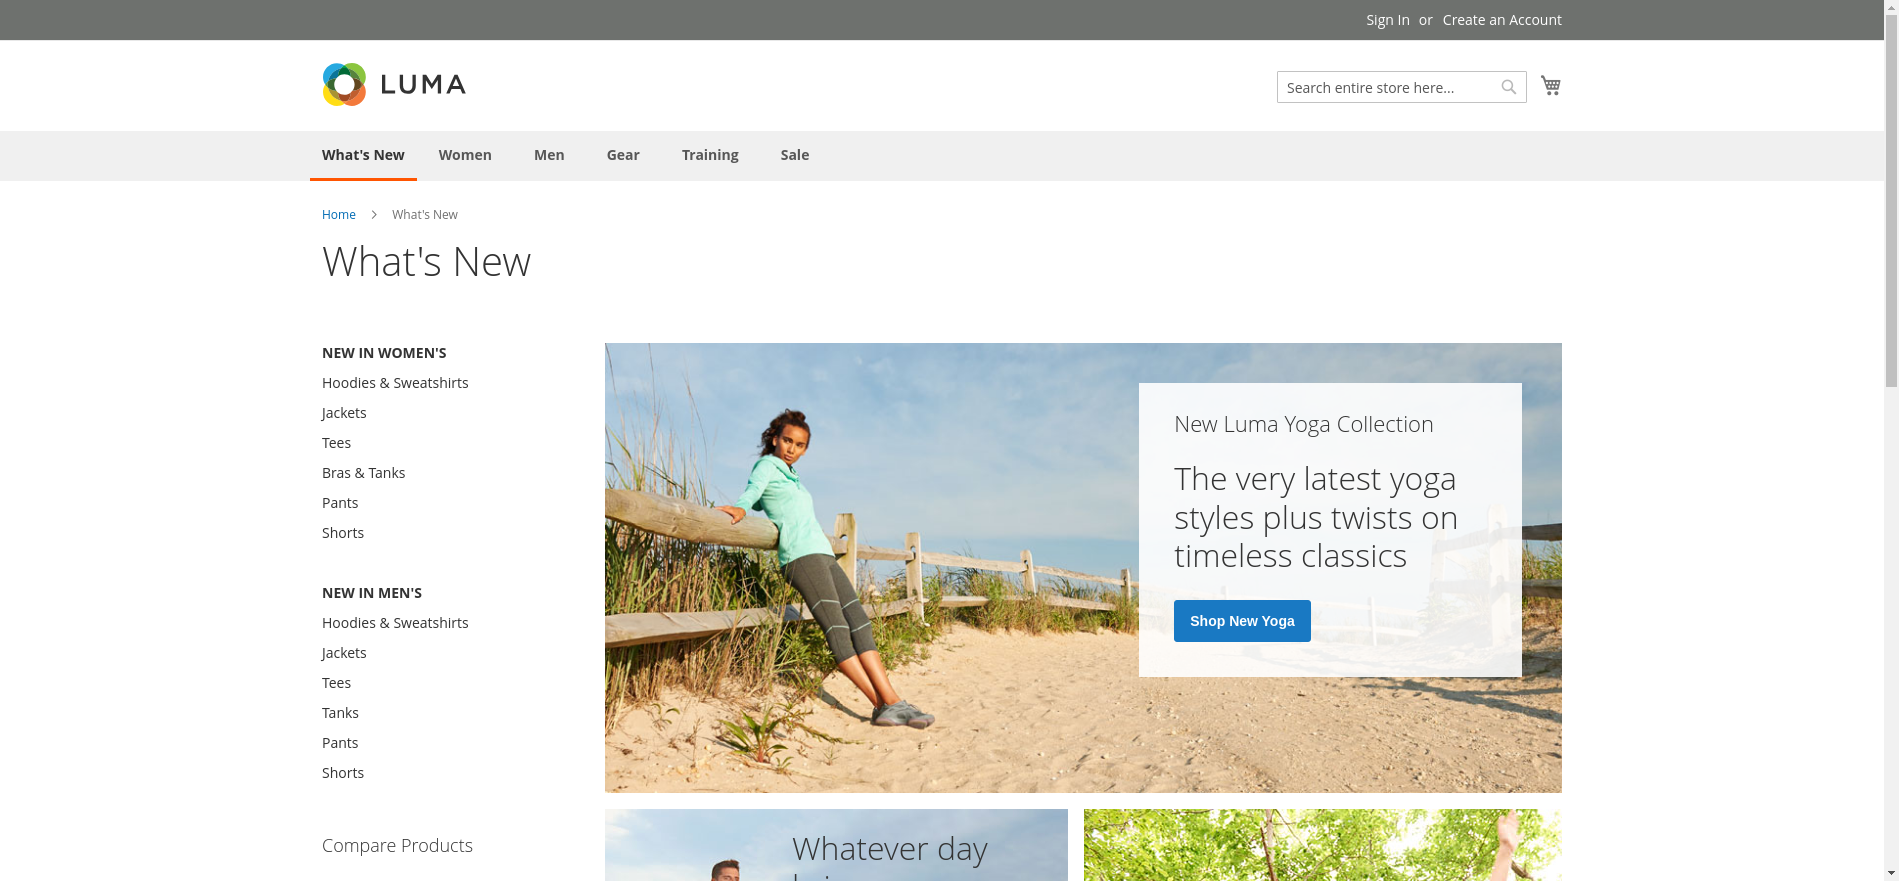 Sign In or Create an Account
LUMA
Search entire store here...
What's New Women Men Gear Training Sale
Home > What's New
What's New
NEW IN WOMEN'S
Hoodies & Sweatshirts
Jackets
Tees
Bras & Tanks
Pants
Shorts
NEW IN MEN'S
Hoodies & Sweatshirts
Jackets
Tees
Tanks
Pants
Shorts
Compare Products
New Luma Yoga Collection
The very latest yoga
styles plus twists on
timeless classics
Shop New Yoga
Whatever day